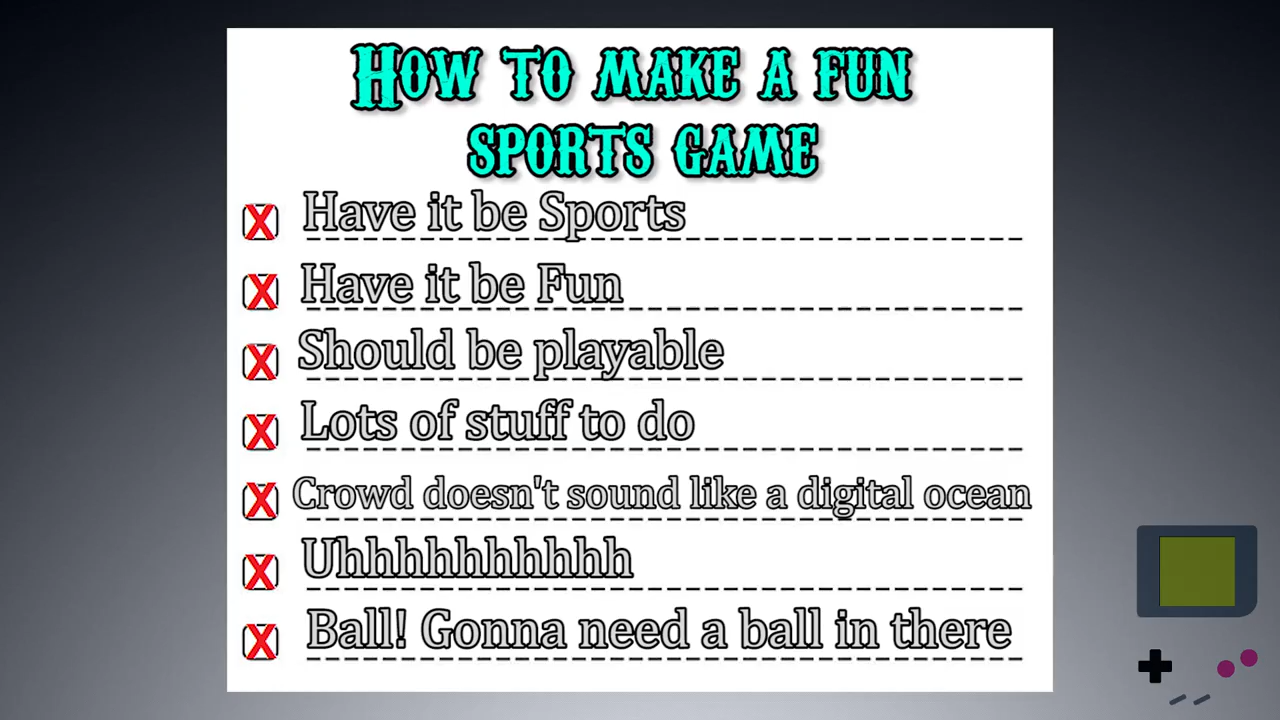 How to make a fun
sports game
X Have it be Sports
X Have it be Fun
X Should be playable
X Lots of stuff to do
X Crowd doesn't sound like a digital ocean
X Uhhhhhhhhhh
X Ball! Gonna need a ball in there